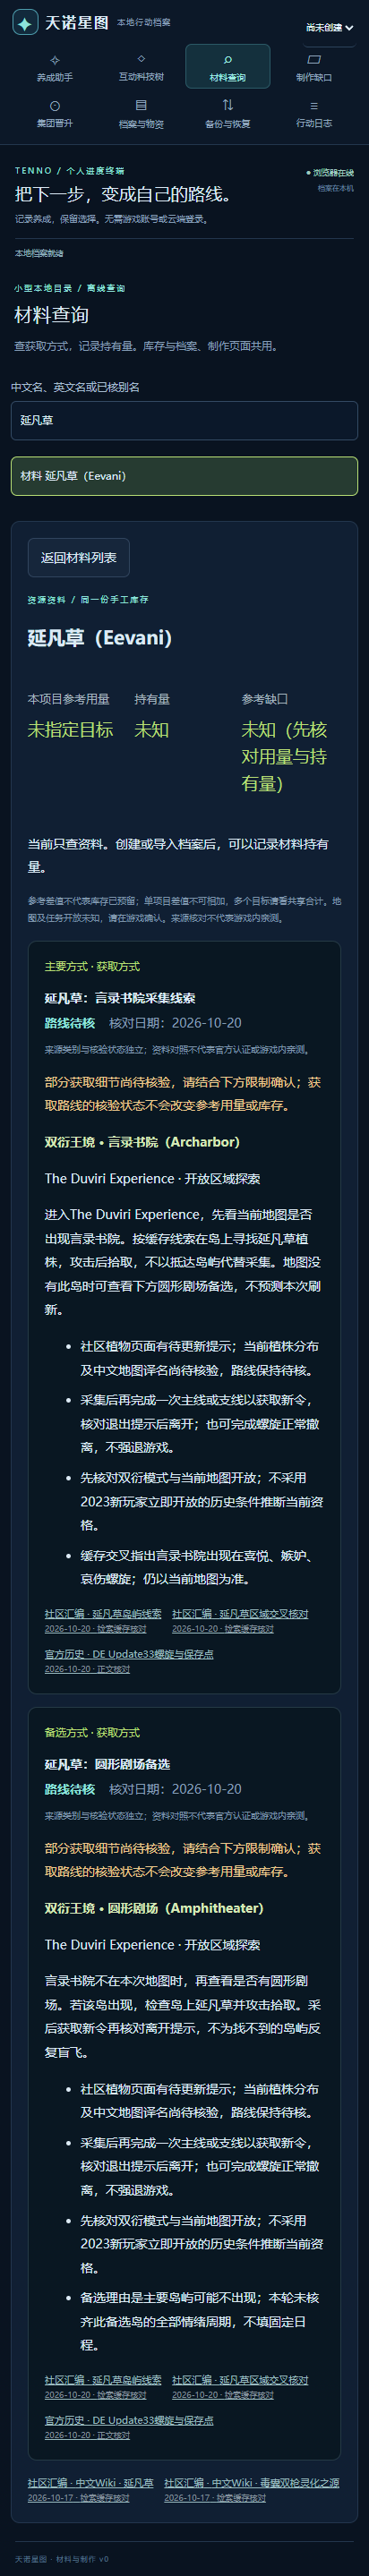 天诺星图 本地行动档案
尚未创建
养成助手 互动科技树 材料查询 制作缺口
集团晋升 档案与物资 备份与恢复 行动日志
TENNO / 个人进度终端
浏览器在线
把下一步，变成自己的路线。
档案在本机
记录养成，保留选择。无需游戏账号或云端登录。
本地档案就绪
小型本地目录 / 离线查询
材料查询
查获取方式，记录持有量。库存与档案、制作页面共用。
中文名、英文名或已核别名
延凡草
材料 延凡草（Eevani）
返回材料列表
资源资料 / 同一份手工库存
延凡草（Eevani）
本项目参考用量 持有量 参考缺口
未指定目标 未知 未知（先核
对用量与持
有量）
当前只查资料。创建或导入档案后，可以记录材料持有
量。
参考差值不代表库存已预留；单项目差值不可相加，多个目标请看共享合计。地
图及任务开放未知，请在游戏确认。来源核对不代表游戏内亲测。
主要方式 · 获取方式
延凡草：言录书院采集线索
路线待核 核对日期：2026-10-20
来源类别与核验状态独立；资料对照不代表官方认证或游戏内亲测。
部分获取细节尚待核验，请结合下方限制确认；获
取路线的核验状态不会改变参考用量或库存。
双衍王境 • 言录书院（Archarbor）
The Duviri Experience · 开放区域探索
进入The Duviri Experience，先看当前地图是否
出现言录书院。按缓存线索在岛上寻找延凡草植
株，攻击后拾取，不以抵达岛屿代替采集。地图没
有此岛时可查看下方圆形剧场备选，不预测本次刷
新。
• 社区植物页面有待更新提示；当前植株分布
及中文地图译名尚待核验，路线保持待核。
• 采集后再完成一次主线或支线以获取新令，
核对退出提示后离开；也可完成螺旋正常撤
离，不强退游戏。
• 先核对双衍模式与当前地图开放；不采用
2023新玩家立即开放的历史条件推断当前资
格。
• 缓存交叉指出言录书院出现在喜悦、嫉妒、
哀伤螺旋；仍以当前地图为准。
社区汇编 · 延凡草岛屿线索 社区汇编 · 延凡草区域交叉核对
2026-10-20 · 检索缓存核对 2026-10-20 · 检索缓存核对
官方历史 · DE Update33螺旋与保存点
2026-10-20 · 正文核对
备选方式 · 获取方式
延凡草：圆形剧场备选
路线待核 核对日期：2026-10-20
来源类别与核验状态独立；资料对照不代表官方认证或游戏内亲测。
部分获取细节尚待核验，请结合下方限制确认；获
取路线的核验状态不会改变参考用量或库存。
双衍王境 • 圆形剧场（Amphitheater）
The Duviri Experience · 开放区域探索
言录书院不在本次地图时，再查看是否有圆形剧
场。若该岛出现，检查岛上延凡草并攻击拾取。采
后获取新令再核对离开提示，不为找不到的岛屿反
复盲飞。
• 社区植物页面有待更新提示；当前植株分布
及中文地图译名尚待核验，路线保持待核。
• 采集后再完成一次主线或支线以获取新令，
核对退出提示后离开；也可完成螺旋正常撤
离，不强退游戏。
• 先核对双衍模式与当前地图开放；不采用
2023新玩家立即开放的历史条件推断当前资
格。
• 备选理由是主要岛屿可能不出现；本轮未核
齐此备选岛的全部情绪周期，不填固定日
程。
社区汇编 · 延凡草岛屿线索 社区汇编 · 延凡草区域交叉核对
2026-10-20 · 检索缓存核对 2026-10-20 · 检索缓存核对
官方历史 · DE Update33螺旋与保存点
2026-10-20 · 正文核对
社区汇编 · 中文Wiki · 延凡草 社区汇编 · 中文Wiki · 毒囊双枪灵化之源
2026-10-17 · 检索缓存核对 2026-10-17 · 检索缓存核对
天诺星图 · 材料与制作 v0